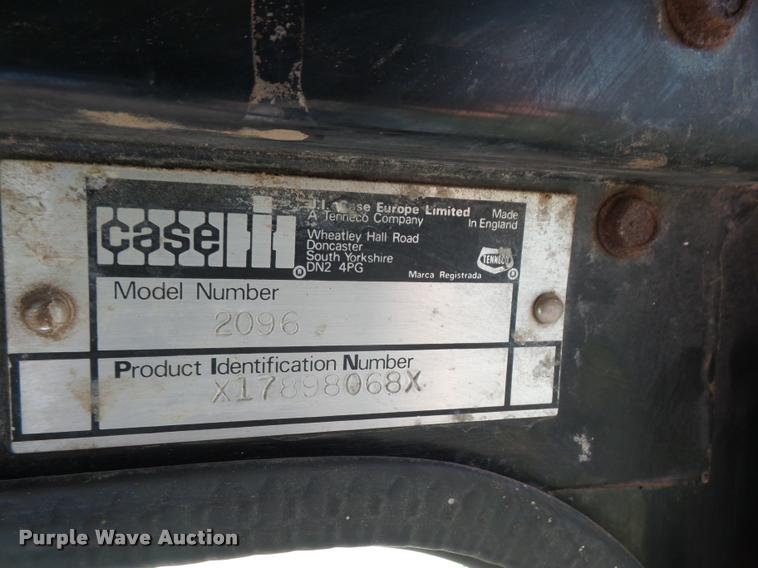 case IH
J.I. Case Europe Limited
A Tenneco Company
Wheatley Hall Road
Doncaster
South Yorkshire
DN2 4PG
Made
In England
TENNECO
Marca Registrada
Model Number
2096
Product Identification Number
X17898068X
Purple Wave Auction